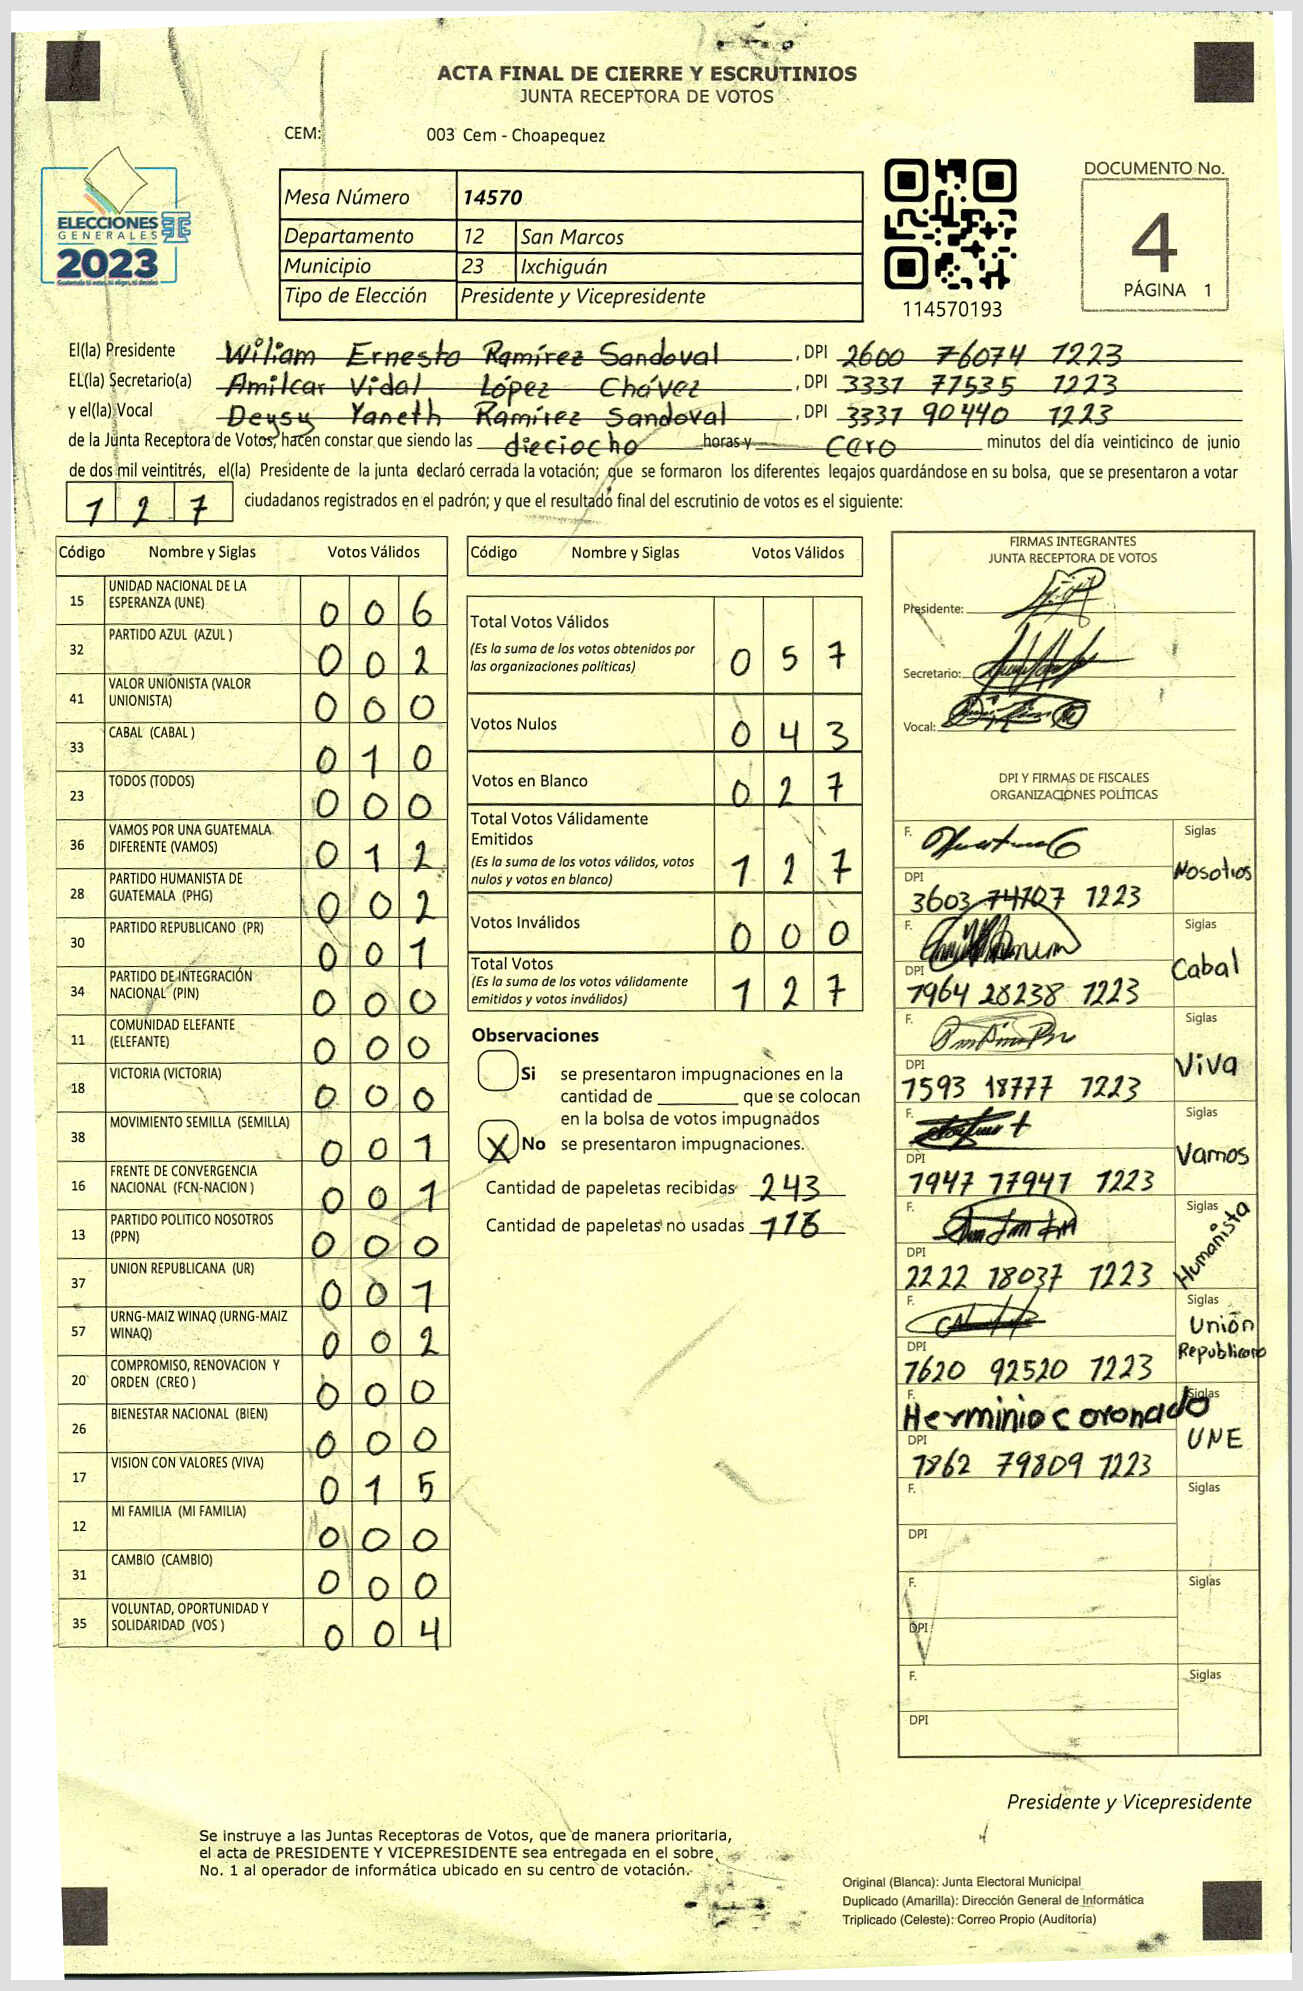 ACTA FINAL DE CIERRE Y ESCRUTINIOS
JUNTA RECEPTORA DE VOTOS
CEM: 003 Cem - Choapequez
ELECCIONES
GENERALES
2023
Guatemala tú eres, tú eliges, tú decides
Mesa Número 14570
Departamento 12 San Marcos
Municipio 23 Ixchiguán
Tipo de Elección Presidente y Vicepresidente
114570193
DOCUMENTO No.
4
PÁGINA 1
El(la) Presidente Wiliam Ernesto Ramírez Sandoval , DPI 2600 76074 1223
EL(la) Secretario(a) Amilcar Vidal López Chávez , DPI 3337 77535 1223
y el(la) Vocal Deysy Yaneth Ramírez Sandoval , DPI 3337 90440 1223
de la Junta Receptora de Votos, hacen constar que siendo las dieciocho horas y cero minutos del día veinticinco de junio
de dos mil veintitrés, el(la) Presidente de la junta declaró cerrada la votación; que se formaron los diferentes legajos guardándose en su bolsa, que se presentaron a votar
1 2 7 ciudadanos registrados en el padrón; y que el resultado final del escrutinio de votos es el siguiente:
Código Nombre y Siglas Votos Válidos
15 UNIDAD NACIONAL DE LA
ESPERANZA (UNE) 0 0 6
32 PARTIDO AZUL (AZUL ) 0 0 2
41 VALOR UNIONISTA (VALOR
UNIONISTA) 0 0 0
33 CABAL (CABAL ) 0 1 0
23 TODOS (TODOS) 0 0 0
36 VAMOS POR UNA GUATEMALA
DIFERENTE (VAMOS) 0 1 2
28 PARTIDO HUMANISTA DE
GUATEMALA (PHG) 0 0 2
30 PARTIDO REPUBLICANO (PR) 0 0 1
34 PARTIDO DE INTEGRACIÓN
NACIONAL (PIN) 0 0 0
11 COMUNIDAD ELEFANTE
(ELEFANTE) 0 0 0
18 VICTORIA (VICTORIA) 0 0 0
38 MOVIMIENTO SEMILLA (SEMILLA) 0 0 1
16 FRENTE DE CONVERGENCIA
NACIONAL (FCN-NACION ) 0 0 1
13 PARTIDO POLITICO NOSOTROS
(PPN) 0 0 0
37 UNION REPUBLICANA (UR) 0 0 1
57 URNG-MAIZ WINAQ (URNG-MAIZ
WINAQ) 0 0 2
20 COMPROMISO, RENOVACION Y
ORDEN (CREO ) 0 0 0
26 BIENESTAR NACIONAL (BIEN) 0 0 0
17 VISION CON VALORES (VIVA) 0 1 5
12 MI FAMILIA (MI FAMILIA) 0 0 0
31 CAMBIO (CAMBIO) 0 0 0
35 VOLUNTAD, OPORTUNIDAD Y
SOLIDARIDAD (VOS ) 0 0 4
Código Nombre y Siglas Votos Válidos
Total Votos Válidos
(Es la suma de los votos obtenidos por
las organizaciones políticas) 0 5 7
Votos Nulos 0 4 3
Votos en Blanco 0 2 7
Total Votos Válidamente
Emitidos
(Es la suma de los votos válidos, votos
nulos y votos en blanco) 1 2 7
Votos Inválidos 0 0 0
Total Votos
(Es la suma de los votos válidamente
emitidos y votos inválidos) 1 2 7
Observaciones
Si se presentaron impugnaciones en la
cantidad de ________ que se colocan
en la bolsa de votos impugnados
X No se presentaron impugnaciones.
Cantidad de papeletas recibidas 243
Cantidad de papeletas no usadas 116
FIRMAS INTEGRANTES
JUNTA RECEPTORA DE VOTOS
Presidente:
Secretario:
Vocal:
DPI Y FIRMAS DE FISCALES
ORGANIZACIONES POLÍTICAS
F. Siglas
Nosotros
DPI
3603 74707 1223
F. Siglas
Cabal
DPI
7964 28238 1223
F. Siglas
Viva
DPI
7593 18777 1223
F. Siglas
Vamos
DPI
7947 77947 1223
F. Siglas
Humanista
DPI
2222 18037 1223
F. Siglas
Unión
Republicano
DPI
7620 92520 1223
F. Siglas
Herminio Coronado
UNE
DPI
7862 79809 1223
F. Siglas
DPI
F. Siglas
DPI
F. Siglas
DPI
Presidente y Vicepresidente
Se instruye a las Juntas Receptoras de Votos, que de manera prioritaria,
el acta de PRESIDENTE Y VICEPRESIDENTE sea entregada en el sobre
No. 1 al operador de informática ubicado en su centro de votación.
Original (Blanca): Junta Electoral Municipal
Duplicado (Amarilla): Dirección General de Informática
Triplicado (Celeste): Correo Propio (Auditoría)